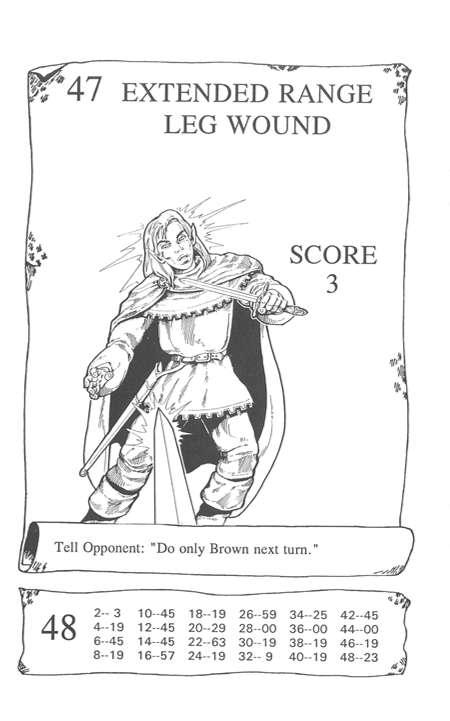 47 EXTENDED RANGE
LEG WOUND
SCORE
3
Tell Opponent: "Do only Brown next turn."
48
2-- 3 10--45 18--19 26--59 34--25 42--45
4--19 12--45 20--29 28--00 36--00 44--00
6--45 14--45 22--63 30--19 38--19 46--19
8--19 16--57 24--19 32-- 9 40--19 48--23